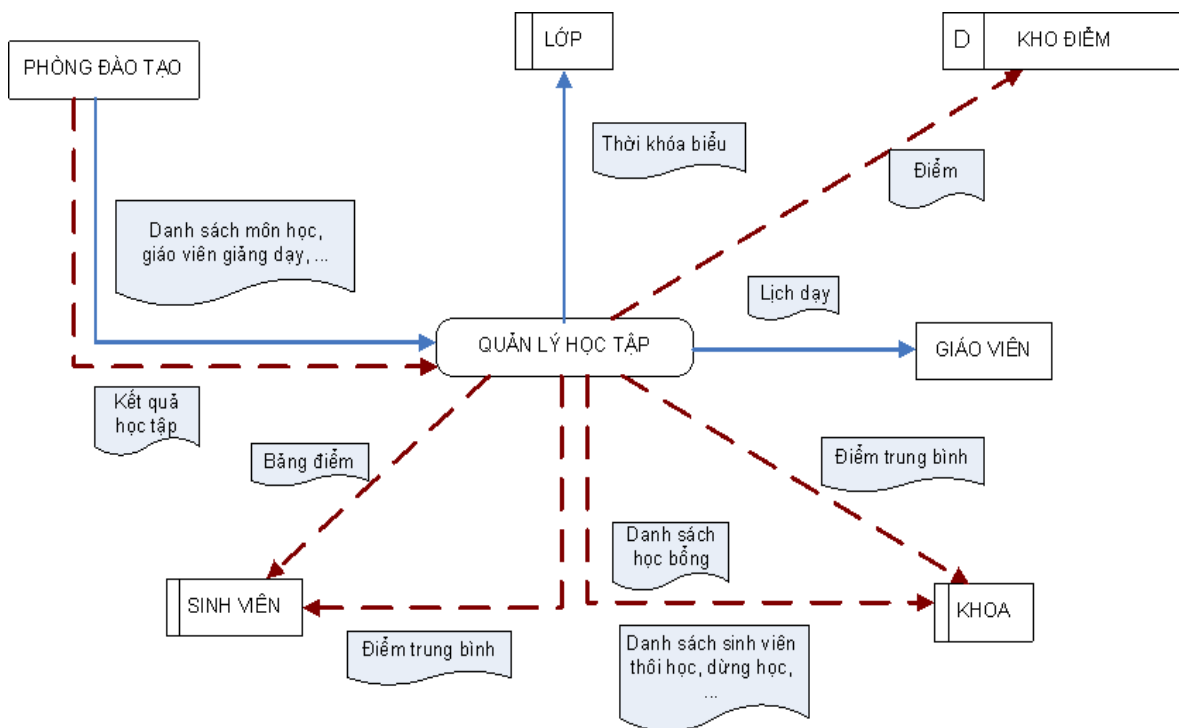 PHÒNG ĐÀO TẠO
LỚP
D
KHO ĐIỂM
Thời khóa biểu
Điểm
Danh sách môn học,
giáo viên giảng dạy, ...
Lịch dạy
QUẢN LÝ HỌC TẬP
GIÁO VIÊN
Kết quả
học tập
Bảng điểm
Điểm trung bình
Danh sách
học bổng
SINH VIÊN
KHOA
Điểm trung bình
Danh sách sinh viên
thôi học, dừng học,
...